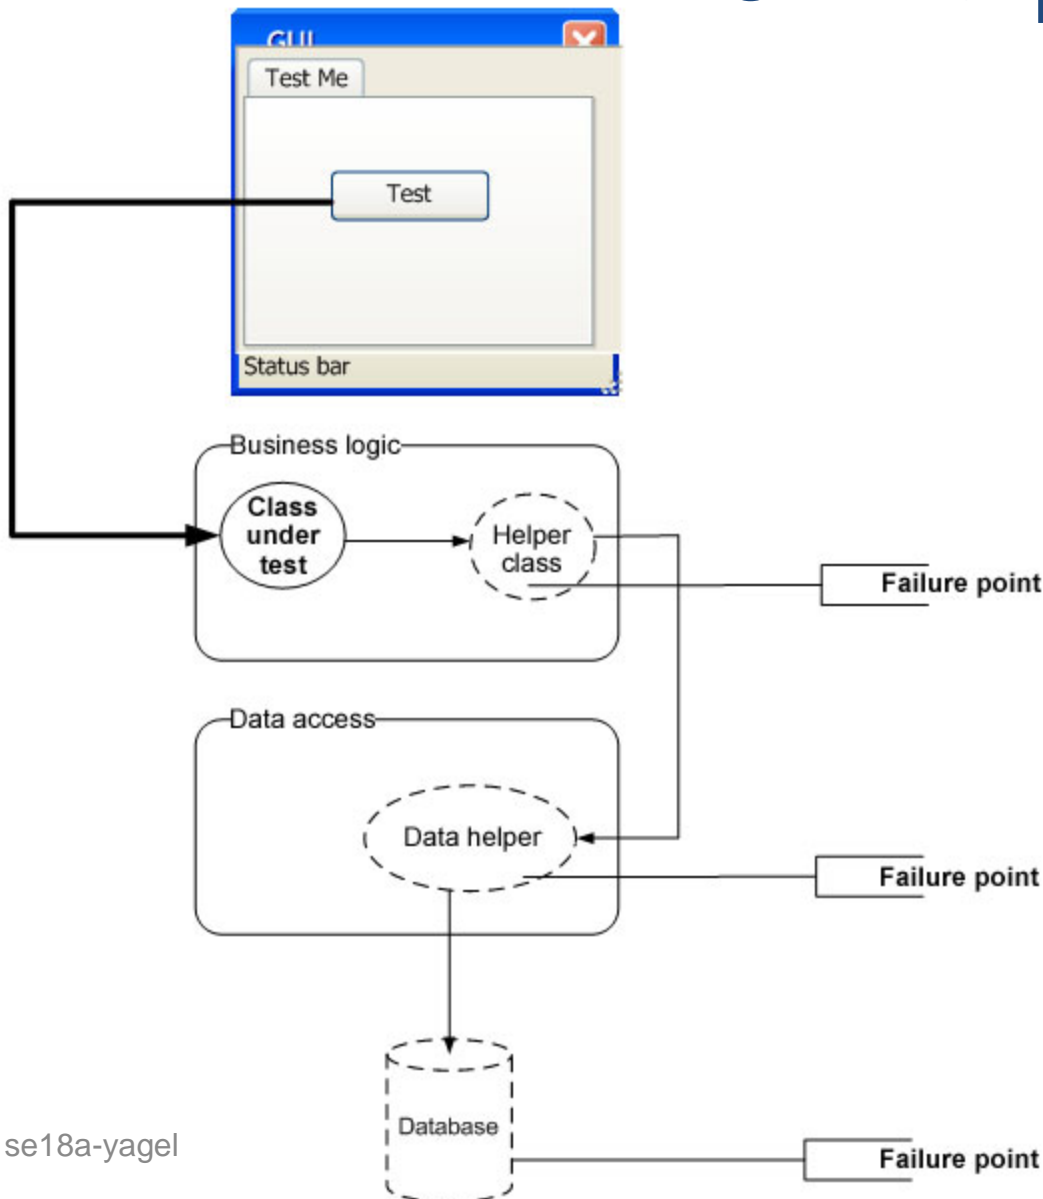 GUI
Test Me
Test
Status bar
Business logic
Class
under
test
Helper
class
Failure point
Data access
Data helper
Failure point
Database
se18a-yagel
Failure point